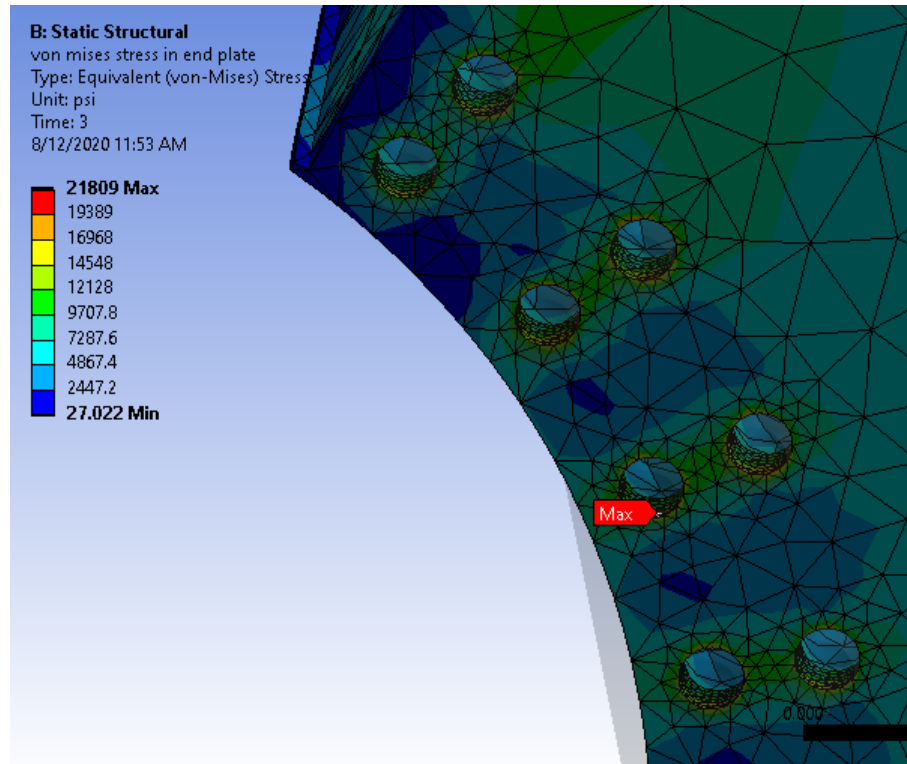 B: Static Structural
von mises stress in end plate
Type: Equivalent (von-Mises) Stress
Unit: psi
Time: 3
8/12/2020 11:53 AM
21809 Max
19389
16968
14548
12128
9707.8
7287.6
4867.4
2447.2
27.022 Min
Max
0.000